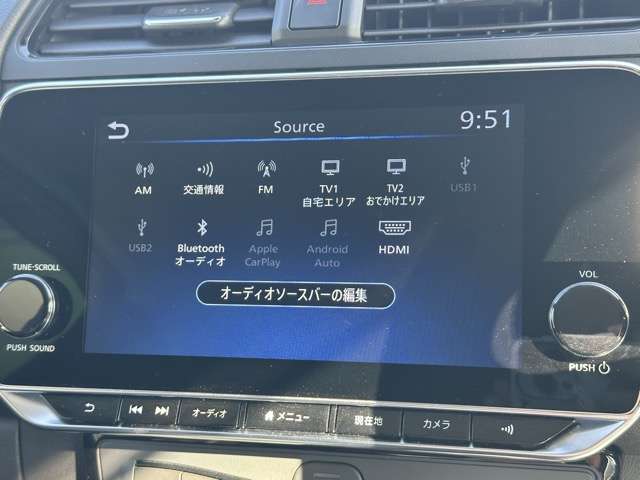 Source
9:51
AM
交通情報
FM
TV1
自宅エリア
TV2
おでかけエリア
USB1
USB2
Bluetooth
オーディオ
Apple
CarPlay
Android
Auto
HDMI
オーディオソースバーの編集
TUNE•SCROLL
PUSH SOUND
VOL
PUSH
オーディオ
メニュー
現在地
カメラ